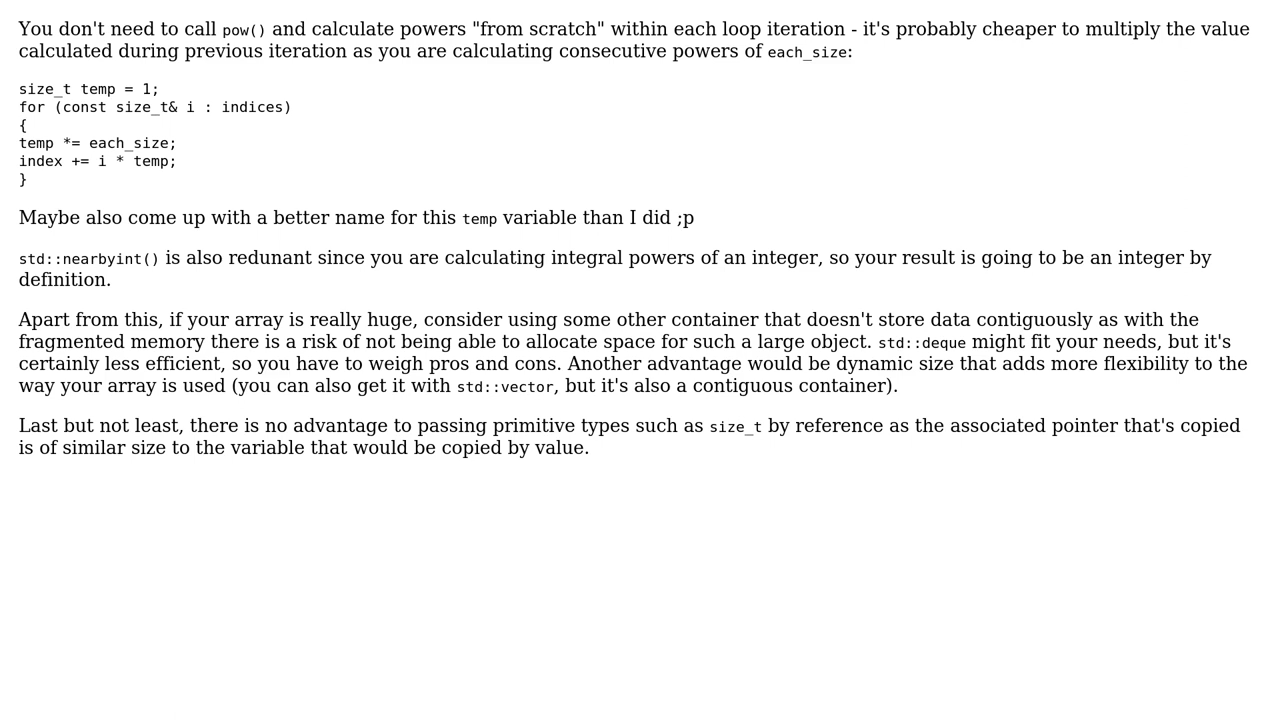 You don't need to call pow() and calculate powers "from scratch" within each loop iteration - it's probably cheaper to multiply the value
calculated during previous iteration as you are calculating consecutive powers of each_size:
size_t temp = 1;
for (const size_t& i : indices)
{
temp *= each_size;
index += i * temp;
}
Maybe also come up with a better name for this temp variable than I did ;p
std::nearbyint() is also redunant since you are calculating integral powers of an integer, so your result is going to be an integer by
definition.
Apart from this, if your array is really huge, consider using some other container that doesn't store data contiguously as with the
fragmented memory there is a risk of not being able to allocate space for such a large object. std::deque might fit your needs, but it's
certainly less efficient, so you have to weigh pros and cons. Another advantage would be dynamic size that adds more flexibility to the
way your array is used (you can also get it with std::vector, but it's also a contiguous container).
Last but not least, there is no advantage to passing primitive types such as size_t by reference as the associated pointer that's copied
is of similar size to the variable that would be copied by value.